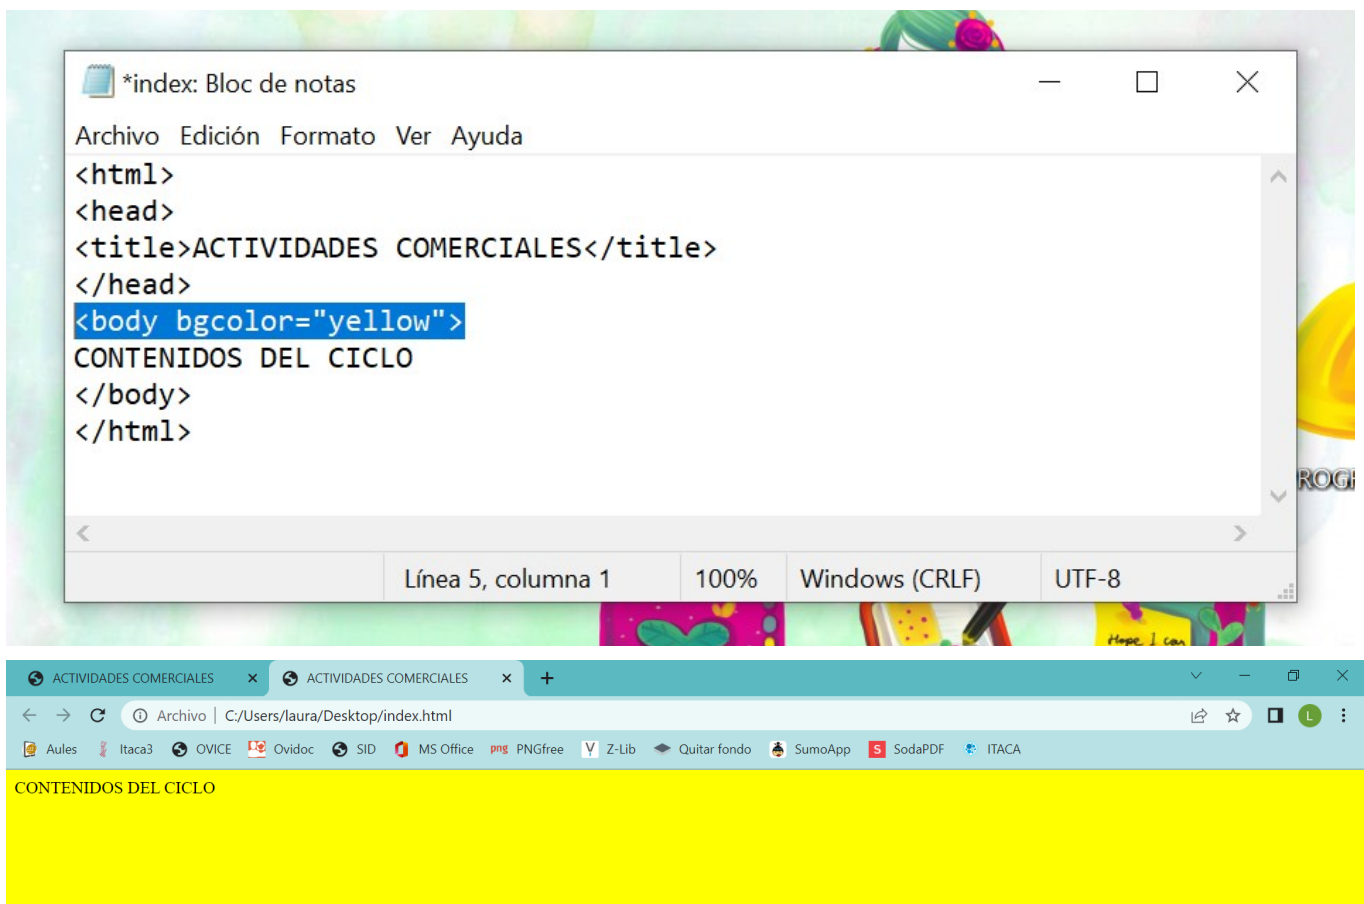 *index: Bloc de notas
Archivo Edición Formato Ver Ayuda
<html>
<head>
<title>ACTIVIDADES COMERCIALES</title>
</head>
<body bgcolor="yellow">
CONTENIDOS DEL CICLO
</body>
</html>
Línea 5, columna 1 100% Windows (CRLF) UTF-8
Hope I can
ACTIVIDADES COMERCIALES ACTIVIDADES COMERCIALES
Archivo C:/Users/laura/Desktop/index.html L
Aules Itaca3 OVICE Ovidoc SID MS Office png PNGfree Y Z-Lib Quitar fondo SumoApp S SodaPDF ITACA
CONTENIDOS DEL CICLO